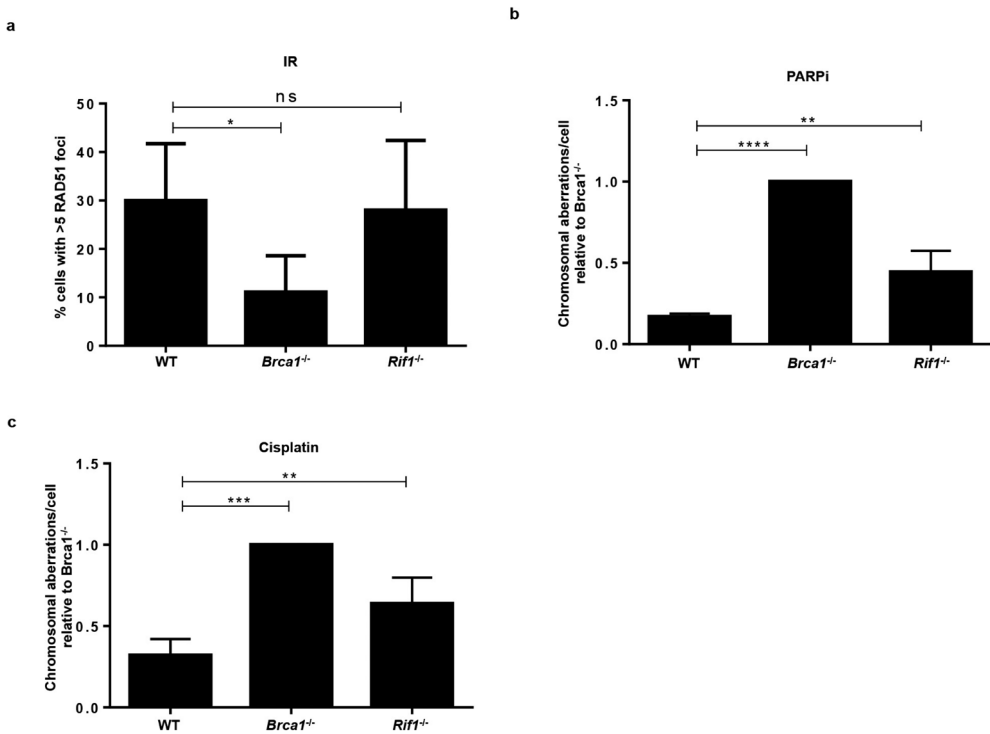 a
IR
ns
*
% cells with >5 RAD51 foci
50
40
30
20
10
0
WT
Brca1-/-
Rif1-/-
b
PARPi
**
****
Chromosomal aberrations/cell
relative to Brca1-/-
1.5
1.0
0.5
0.0
WT
Brca1-/-
Rif1-/-
c
Cisplatin
**
***
Chromosomal aberrations/cell
relative to Brca1-/-
1.5
1.0
0.5
0.0
WT
Brca1-/-
Rif1-/-